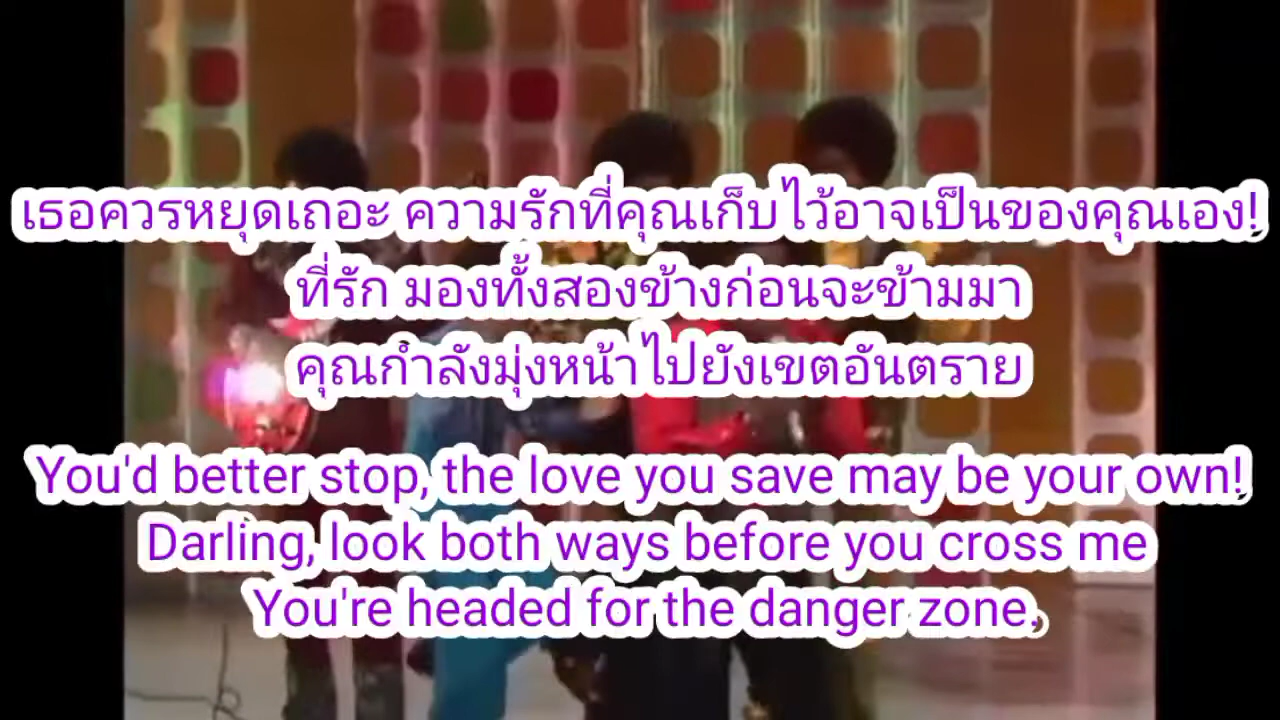 เธอควรหยุดเถอะ ความรักที่คุณเก็บไว้อาจเป็นของคุณเอง!
ที่รัก มองทั้งสองข้างก่อนจะข้ามมา
คุณกำลังมุ่งหน้าไปยังเขตอันตราย
You'd better stop, the love you save may be your own!
Darling, look both ways before you cross me
You're headed for the danger zone.